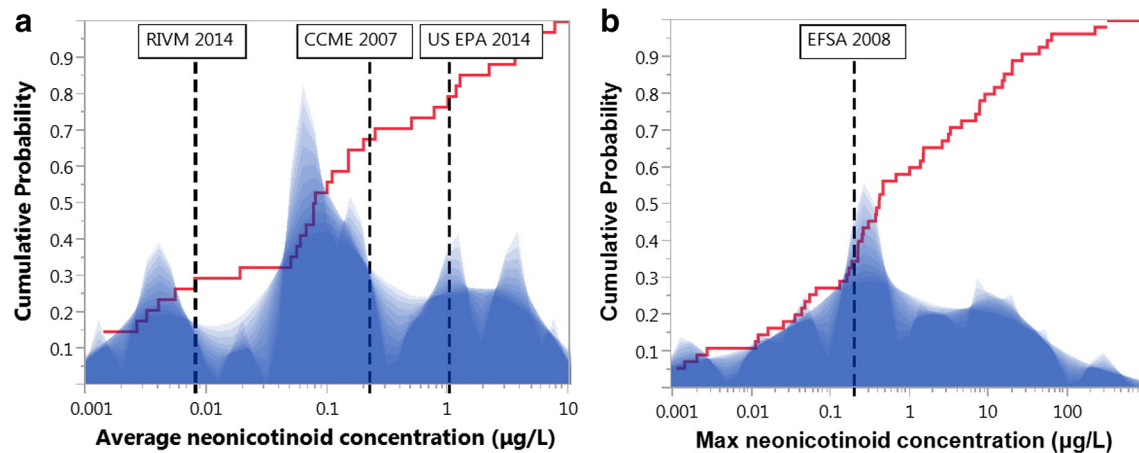 a
RIVM 2014
CCME 2007
US EPA 2014
0.9
0.8
0.7
0.6
0.5
0.4
0.3
0.2
0.1
Cumulative Probability
0.001 0.01 0.1 1 10
Average neonicotinoid concentration (µg/L)
b
EFSA 2008
0.9
0.8
0.7
0.6
0.5
0.4
0.3
0.2
0.1
Cumulative Probability
0.001 0.01 0.1 1 10 100
Max neonicotinoid concentration (µg/L)